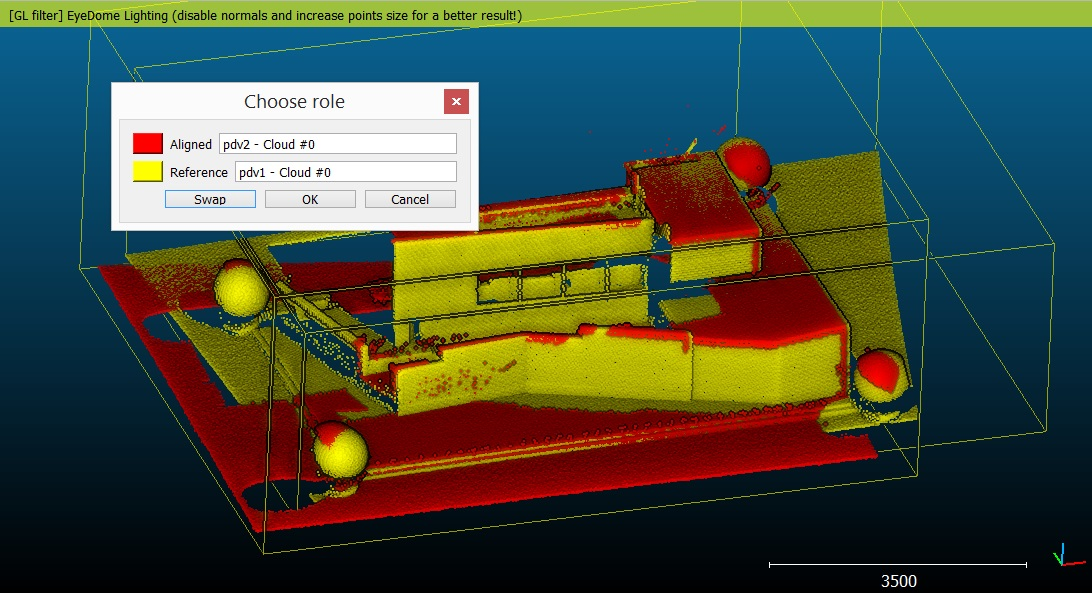 [GL filter] EyeDome Lighting (disable normals and increase points size for a better result!)
Choose role
Aligned pdv2 - Cloud #0
Reference pdv1 - Cloud #0
Swap OK Cancel
3500